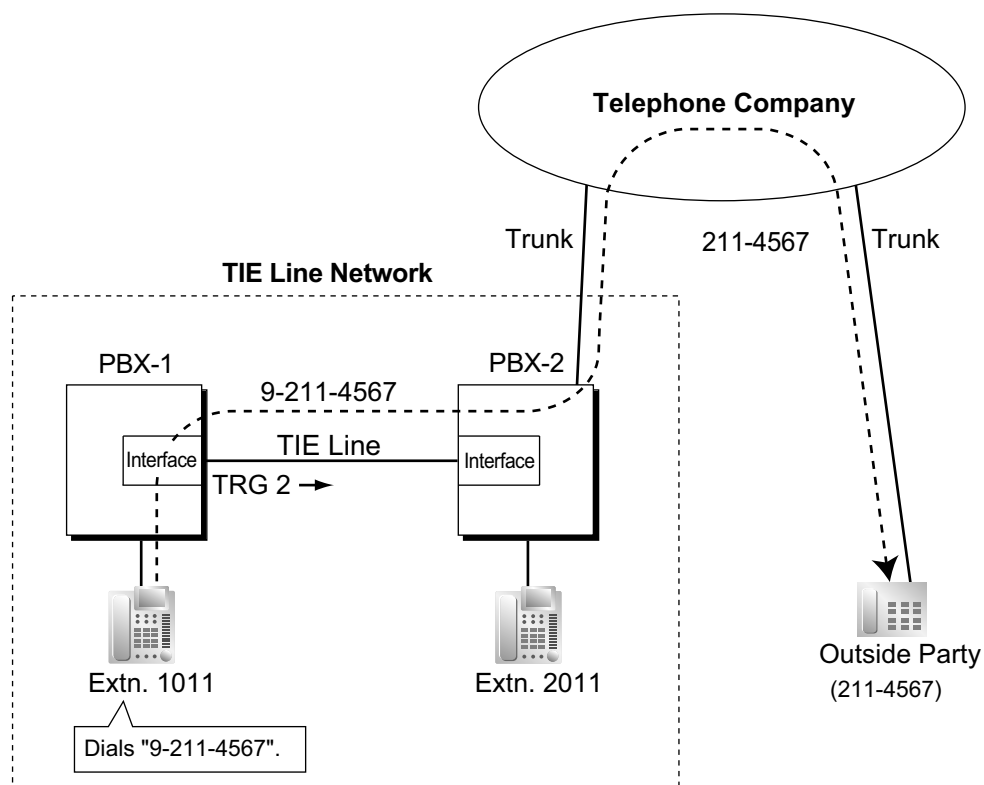 Telephone Company
Trunk
211-4567
Trunk
TIE Line Network
PBX-1
PBX-2
9-211-4567
Interface
TIE Line
Interface
TRG 2
Extn. 1011
Extn. 2011
Outside Party
(211-4567)
Dials "9-211-4567".